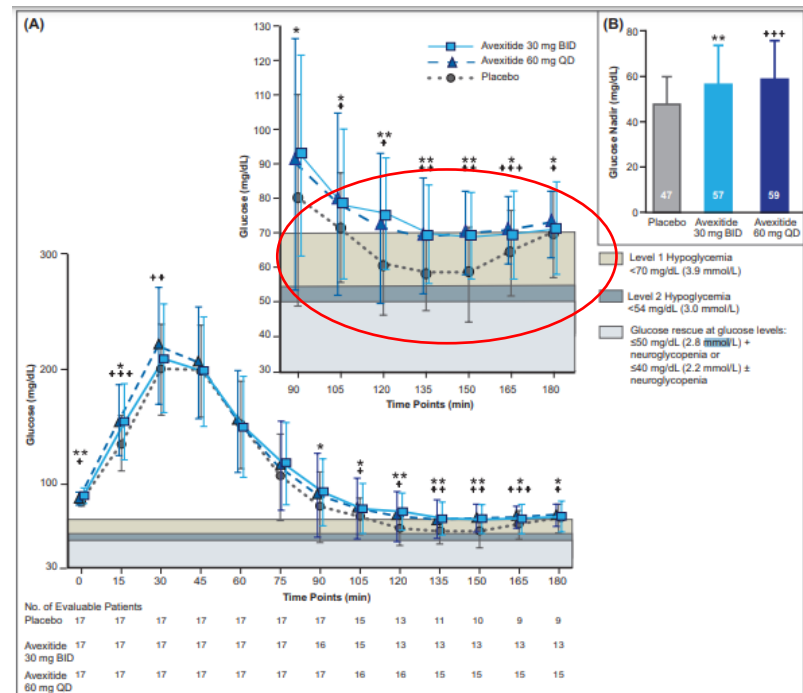 (A)
130
120
110
100
90
80
70
60
50
40
30
Glucose (mg/dL)
Avexitide 30 mg BID
Avexitide 60 mg QD
Placebo
*
*
+
**
+
**
++
**
++
*
+++
*
+
90 105 120 135 150 165 180
Time Points (min)
(B)
80
60
40
20
0
Glucose Nadir (mg/dL)
** +++
47 57 59
Placebo Avexitide 30 mg BID Avexitide 60 mg QD
Level 1 Hypoglycemia
<70 mg/dL (3.9 mmol/L)
Level 2 Hypoglycemia
<54 mg/dL (3.0 mmol/L)
Glucose rescue at glucose levels:
≤50 mg/dL (2.8 mmol/L) +
neuroglycopenia or
≤40 mg/dL (2.2 mmol/L) ±
neuroglycopenia
300
200
100
30
Glucose (mg/dL)
**
+
*
+++
++
*
*
+
**
+
**
++
**
++
*
+++
*
+
0 15 30 45 60 75 90 105 120 135 150 165 180
Time Points (min)
No. of Evaluable Patients
Placebo 17 17 17 17 17 17 17 15 13 11 10 9 9
Avexitide 17 17 17 17 17 17 16 15 13 13 13 13 13
30 mg BID
Avexitide 17 17 17 17 17 17 17 16 16 15 15 15 15
60 mg QD